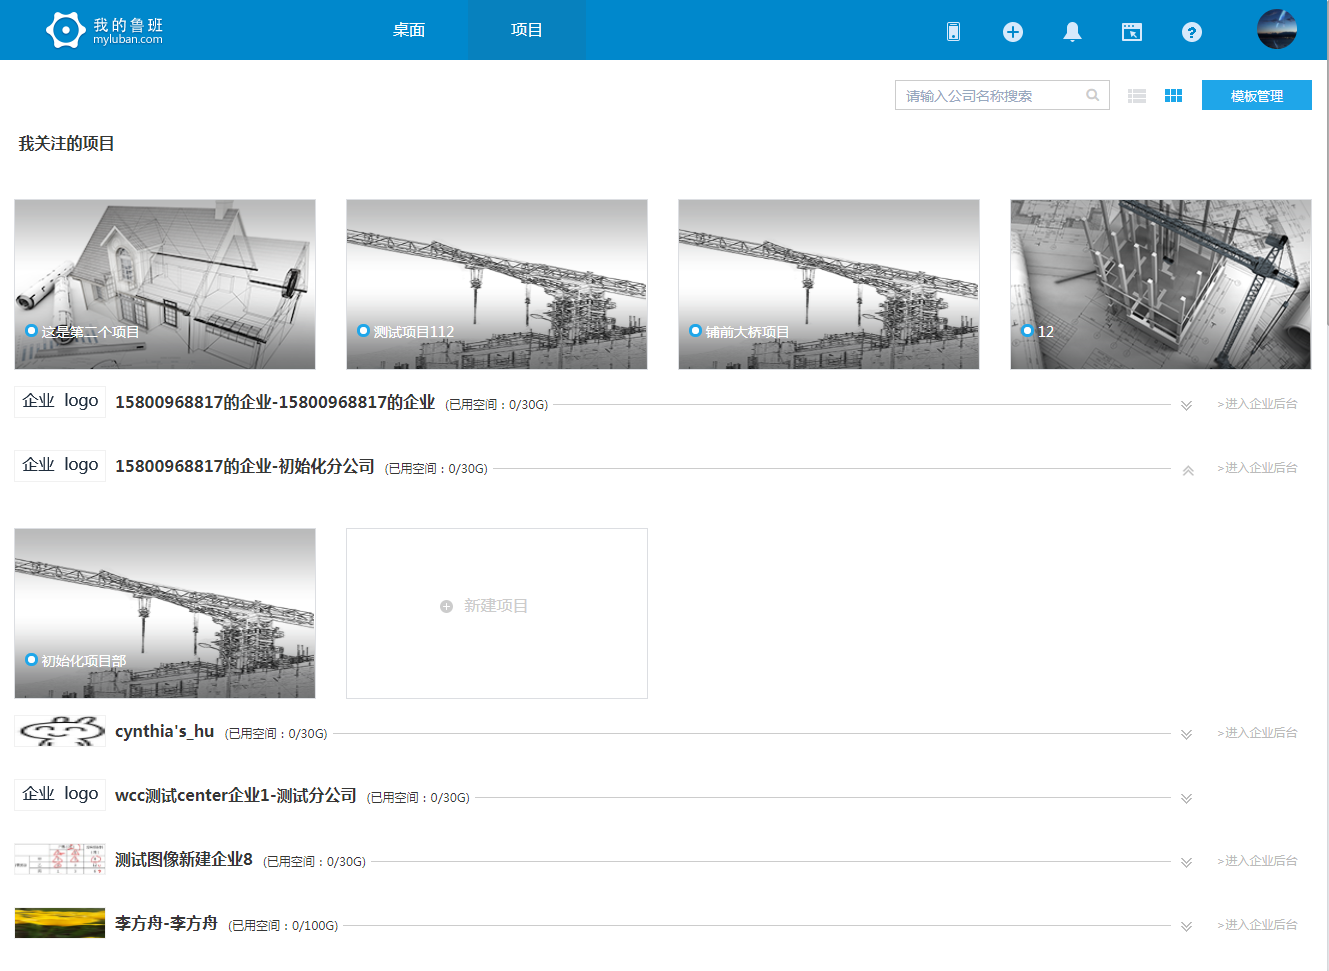 我的鲁班
myluban.com
桌面
项目
请输入公司名称搜索
模板管理
我关注的项目
这是第二个项目
测试项目112
铺前大桥项目
12
企业 logo
15800968817的企业-15800968817的企业 (已用空间：0/30G)
>进入企业后台
企业 logo
15800968817的企业-初始化分公司 (已用空间：0/30G)
>进入企业后台
初始化项目部
新建项目
cynthia's_hu (已用空间：0/30G)
>进入企业后台
企业 logo
wcc测试center企业1-测试分公司 (已用空间：0/30G)
测试图像新建企业8 (已用空间：0/30G)
>进入企业后台
李方舟-李方舟 (已用空间：0/100G)
>进入企业后台